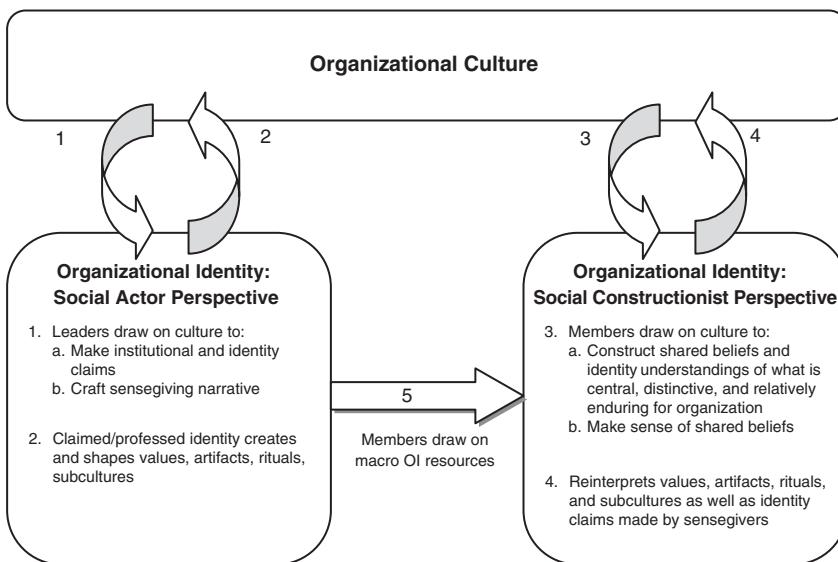 Organizational Culture
1
2
3
4
Organizational Identity:
Social Actor Perspective
1. Leaders draw on culture to:
a. Make institutional and identity
claims
b. Craft sensegiving narrative
2. Claimed/professed identity creates
and shapes values, artifacts, rituals,
subcultures
5
Members draw on
macro OI resources
Organizational Identity:
Social Constructionist Perspective
3. Members draw on culture to:
a. Construct shared beliefs and
identity understandings of what is
central, distinctive, and relatively
enduring for organization
b. Make sense of shared beliefs
4. Reinterprets values, artifacts, rituals,
and subcultures as well as identity
claims made by sensegivers